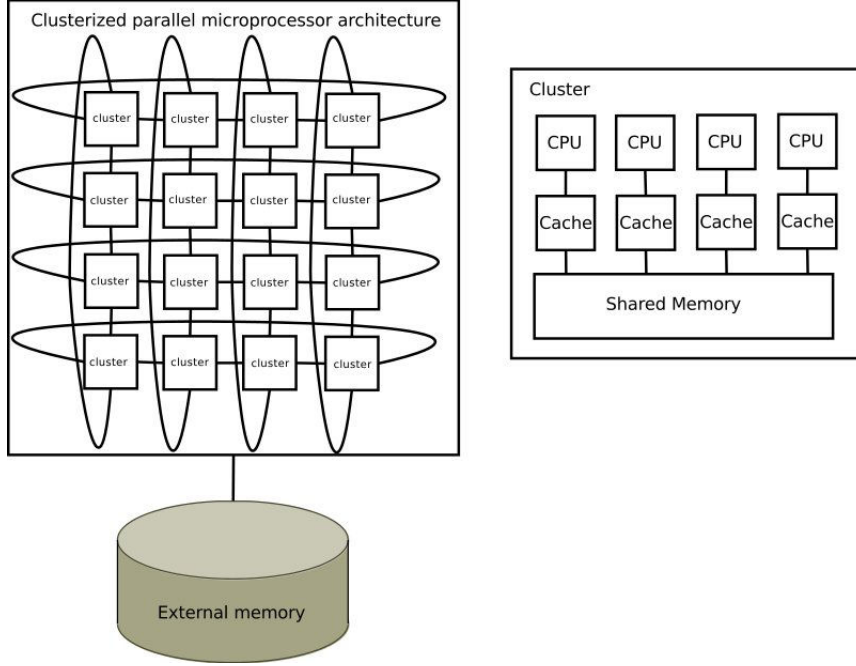 Clusterized parallel microprocessor architecture
cluster cluster cluster cluster
cluster cluster cluster cluster
cluster cluster cluster cluster
cluster cluster cluster cluster
External memory
Cluster
CPU CPU CPU CPU
Cache Cache Cache Cache
Shared Memory